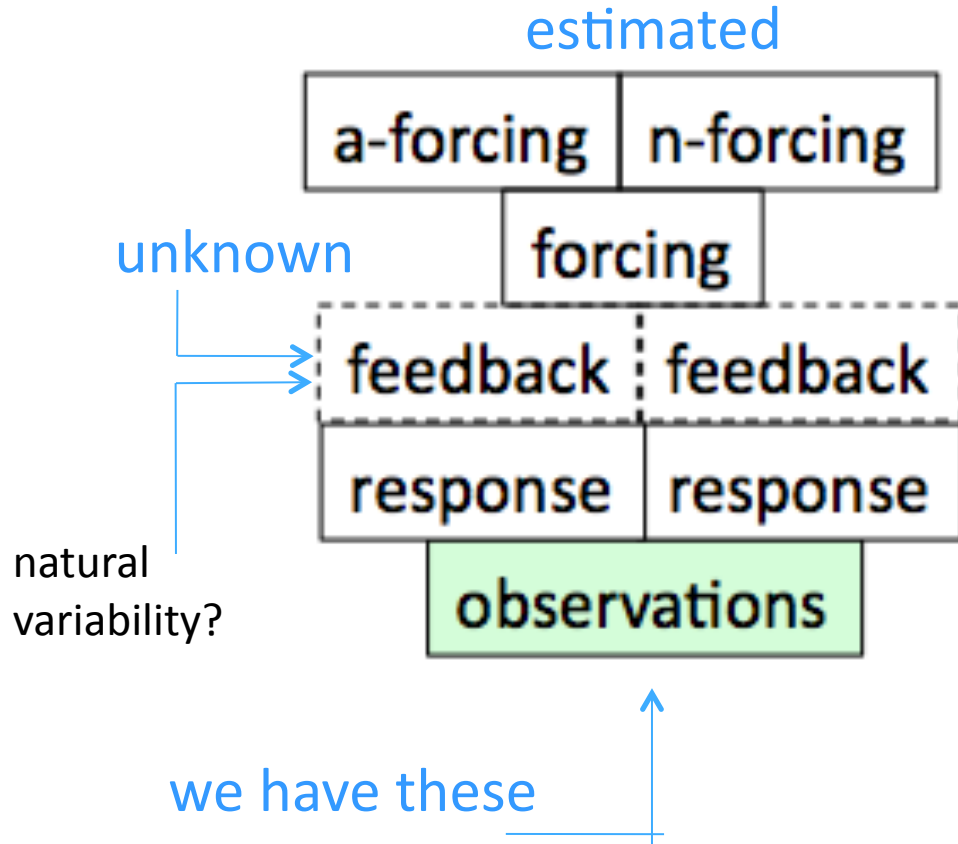 estimated
a-forcing n-forcing
forcing
unknown
feedback feedback
response response
natural
variability?
observations
we have these